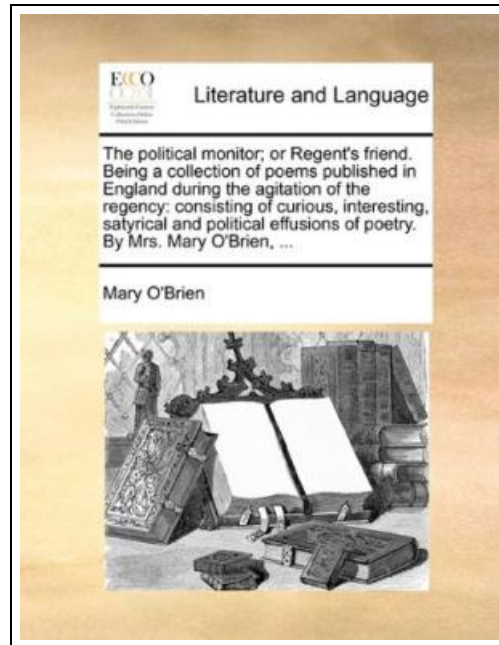 ECCO
Literature and Language
The political monitor; or Regent's friend.
Being a collection of poems published in
England during the agitation of the
regency: consisting of curious, interesting,
satyrical and political effusions of poetry.
By Mrs. Mary O'Brien, ...
Mary O'Brien